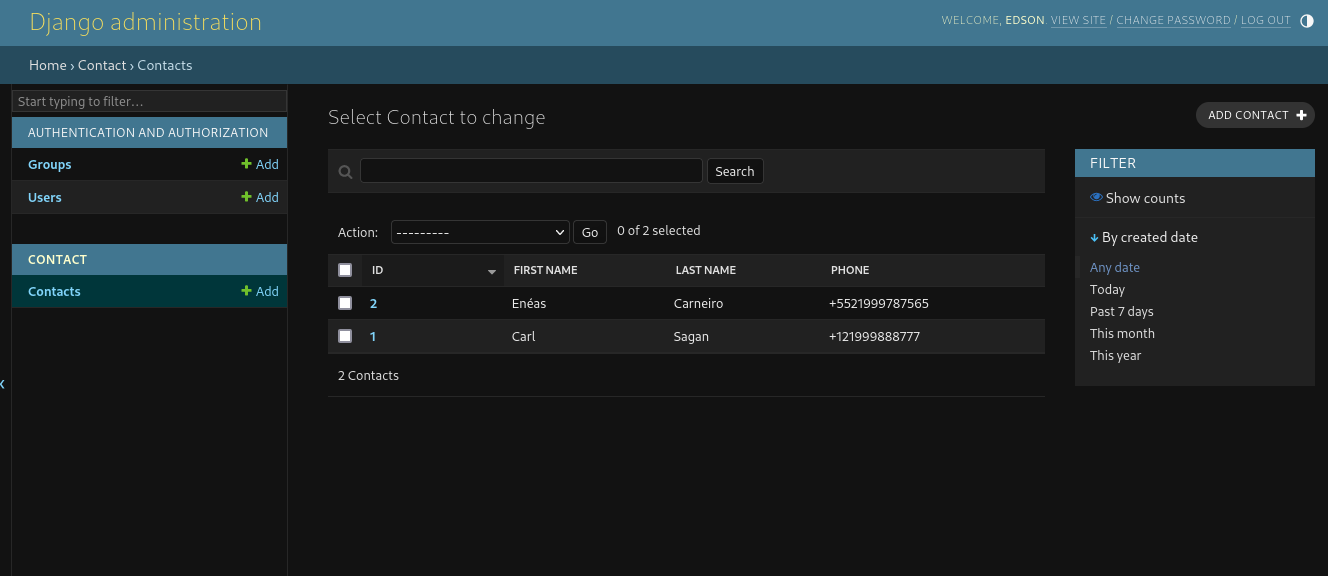 Django administration
WELCOME, EDSON. VIEW SITE / CHANGE PASSWORD / LOG OUT
Home › Contact › Contacts
Start typing to filter…
AUTHENTICATION AND AUTHORIZATION
Groups + Add
Users + Add
CONTACT
Contacts + Add
Select Contact to change
ADD CONTACT +
Search
Action: --------- Go 0 of 2 selected
ID FIRST NAME LAST NAME PHONE
2 Enéas Carneiro +5521999787565
1 Carl Sagan +121999888777
2 Contacts
FILTER
Show counts
↓ By created date
Any date
Today
Past 7 days
This month
This year